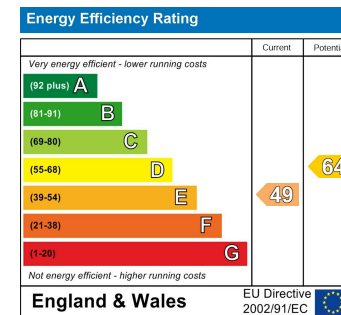 Energy Efficiency Rating
Current Potenti
Very energy efficient - lower running costs
(92 plus) A
(81-91) B
(69-80) C
(55-68) D
64
(39-54) E
49
(21-38) F
(1-20) G
Not energy efficient - higher running costs
England & Wales
EU Directive
2002/91/EC